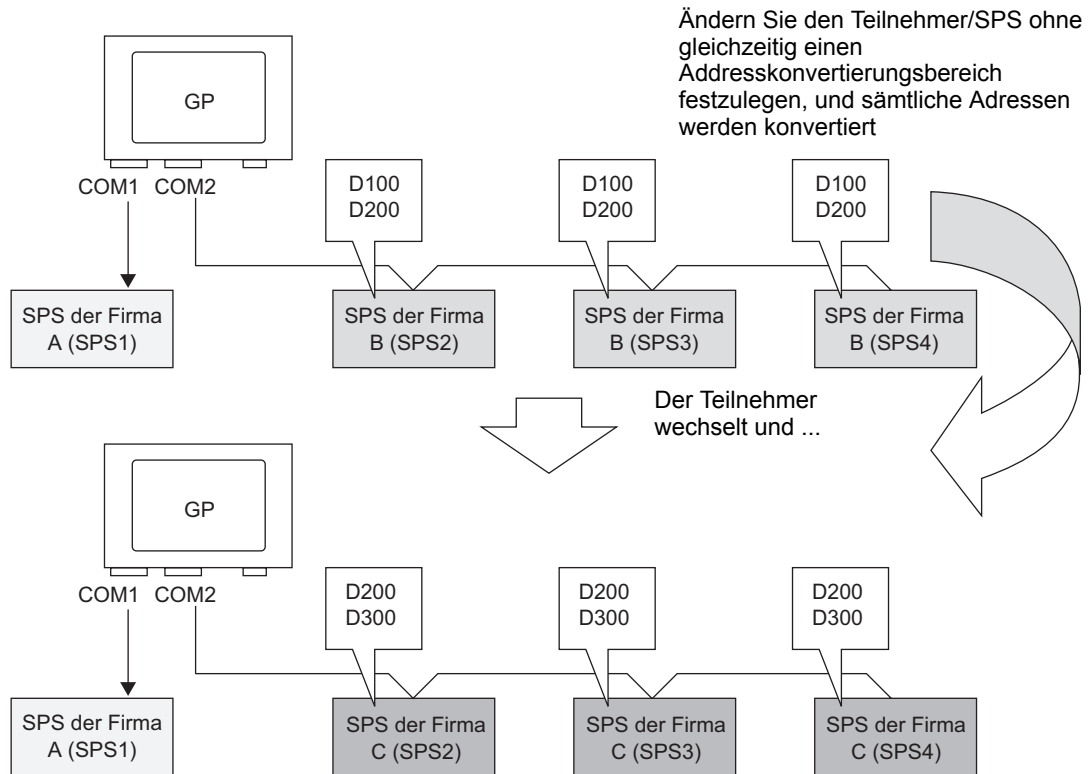 Ändern Sie den Teilnehmer/SPS ohne
gleichzeitig einen
Addresskonvertierungsbereich
festzulegen, und sämtliche Adressen
werden konvertiert
GP
COM1 COM2
D100
D200
D100
D200
D100
D200
SPS der Firma
A (SPS1)
SPS der Firma
B (SPS2)
SPS der Firma
B (SPS3)
SPS der Firma
B (SPS4)
Der Teilnehmer
wechselt und ...
GP
COM1 COM2
D200
D300
D200
D300
D200
D300
SPS der Firma
A (SPS1)
SPS der Firma
C (SPS2)
SPS der Firma
C (SPS3)
SPS der Firma
C (SPS4)